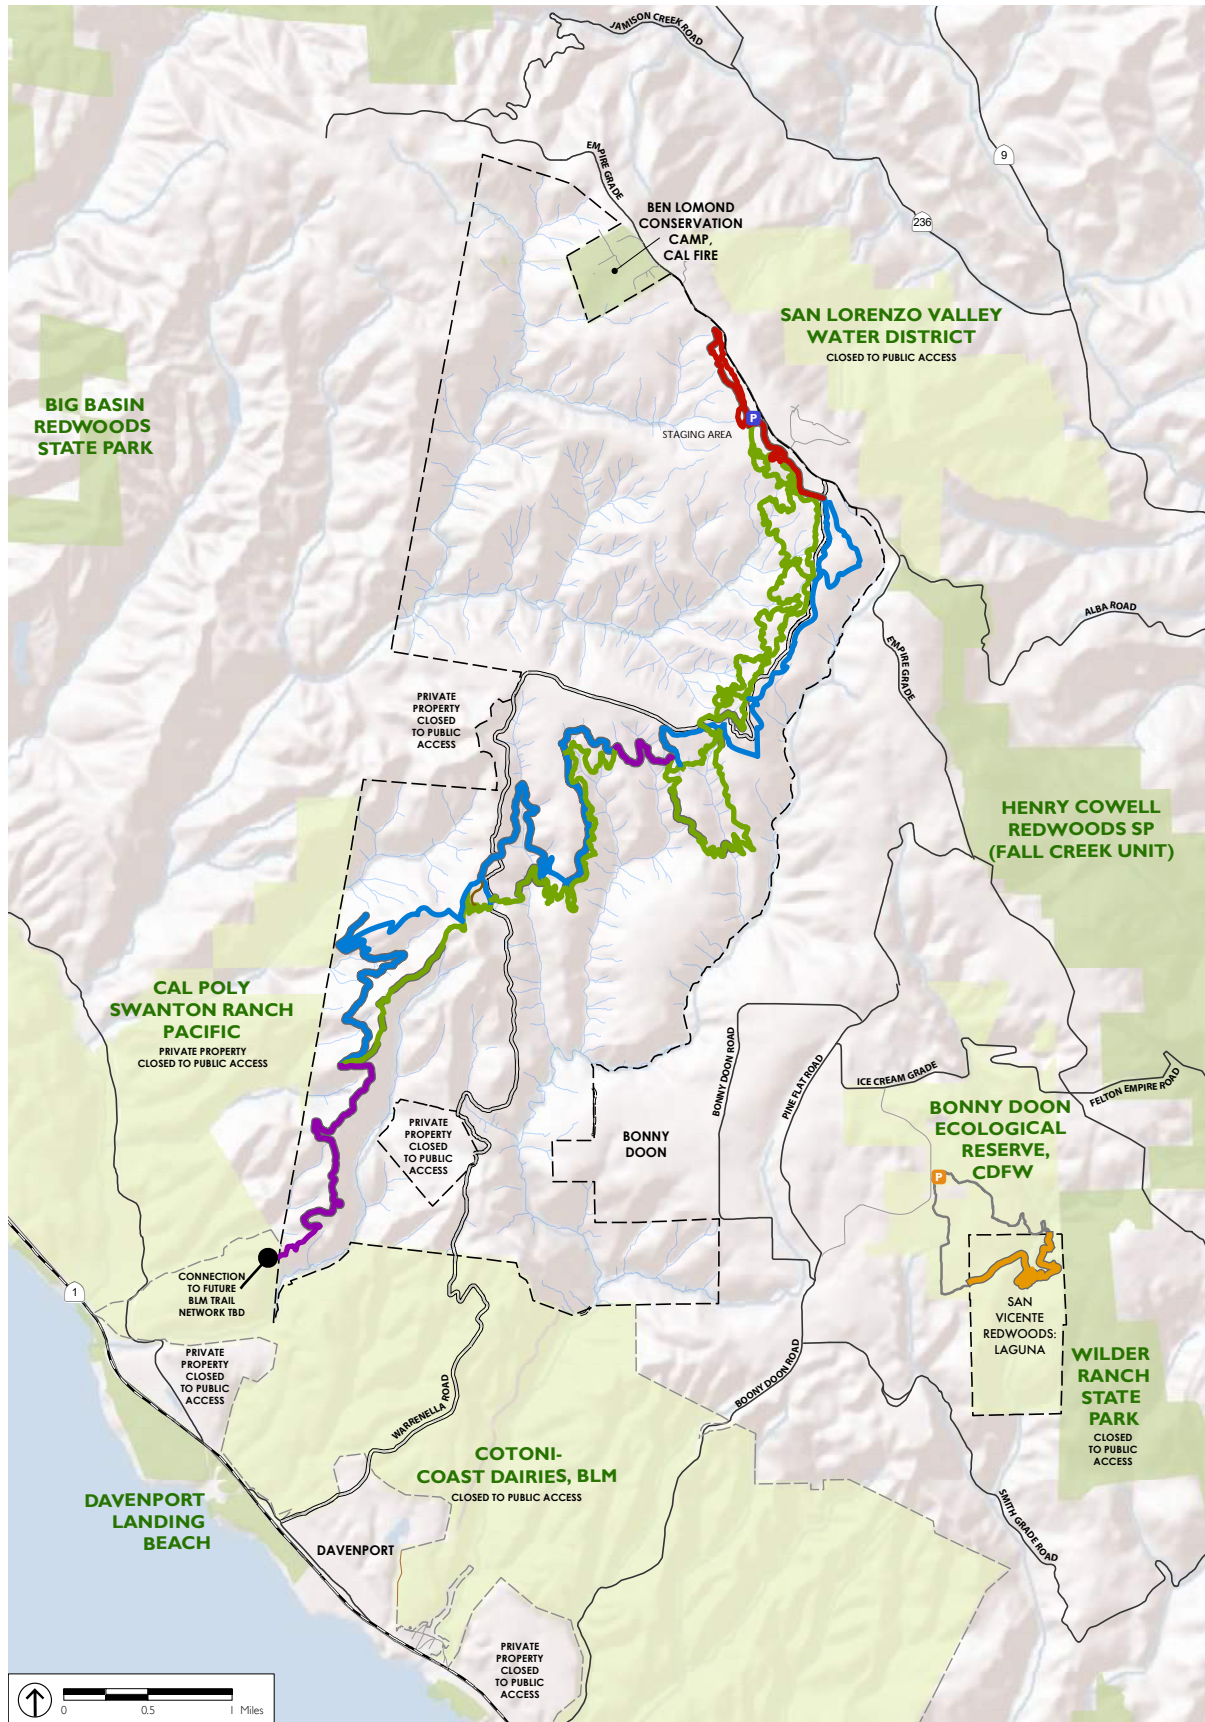 JAMISON CREEK ROAD
9
EMPIRE GRADE
BEN LOMOND
CONSERVATION
CAMP,
CAL FIRE
236
SAN LORENZO VALLEY
WATER DISTRICT
CLOSED TO PUBLIC ACCESS
BIG BASIN
REDWOODS
STATE PARK
P
STAGING AREA
ALBA ROAD
EMPIRE GRADE
PRIVATE
PROPERTY
CLOSED
TO PUBLIC
ACCESS
HENRY COWELL
REDWOODS SP
(FALL CREEK UNIT)
CAL POLY
SWANTON RANCH
PACIFIC
PRIVATE PROPERTY
CLOSED TO PUBLIC ACCESS
BONNY DOON ROAD
PINE FLAT ROAD
ICE CREAM GRADE
FELTON EMPIRE ROAD
BONNY DOON
ECOLOGICAL
RESERVE,
CDFW
PRIVATE
PROPERTY
CLOSED
TO PUBLIC
ACCESS
BONNY
DOON
P
CONNECTION
TO FUTURE
BLM TRAIL
NETWORK TBD
1
SAN
VICENTE
REDWOODS:
LAGUNA
PRIVATE
PROPERTY
CLOSED
TO PUBLIC
ACCESS
WILDER
RANCH
STATE
PARK
CLOSED
TO PUBLIC
ACCESS
WARRENELLA ROAD
BOONY DOON ROAD
COTONI-
COAST DAIRIES, BLM
CLOSED TO PUBLIC ACCESS
DAVENPORT
LANDING
BEACH
SMITH GRADE ROAD
DAVENPORT
PRIVATE
PROPERTY
CLOSED
TO PUBLIC
ACCESS
0 0.5 1 Miles